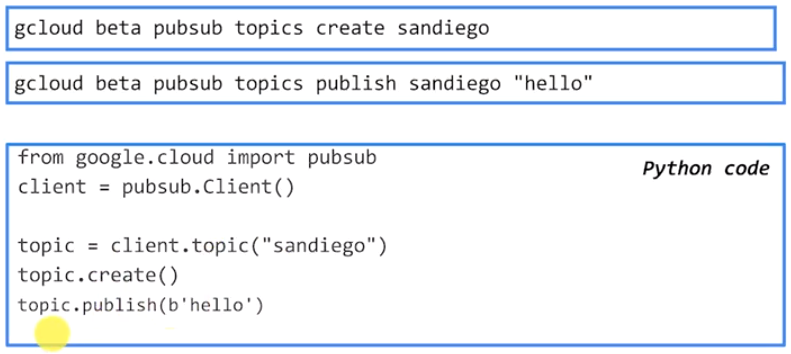 gcloud beta pubsub topics create sandiego
gcloud beta pubsub topics publish sandiego "hello"
from google.cloud import pubsub
Python code
client = pubsub.Client()
topic = client.topic("sandiego")
topic.create()
topic.publish(b'hello')